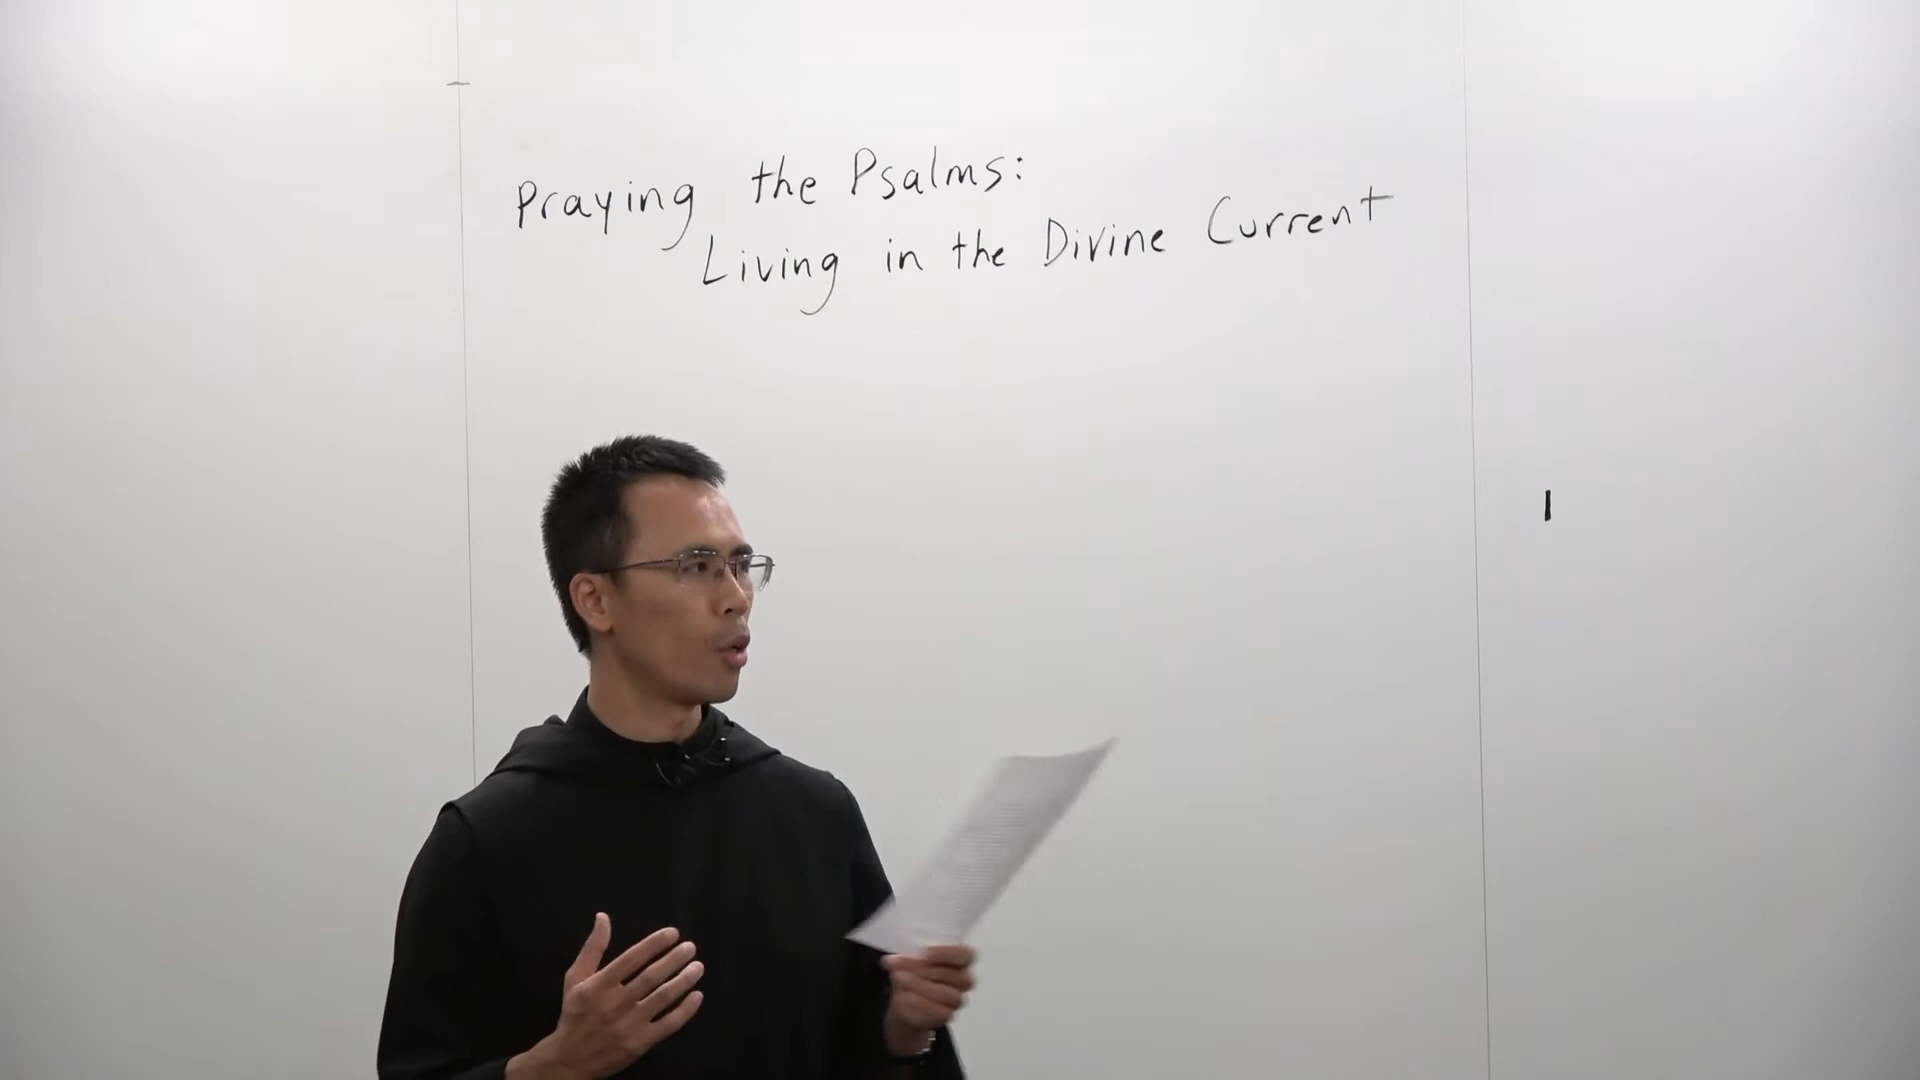 Praying the Psalms:
Living in the Divine Current